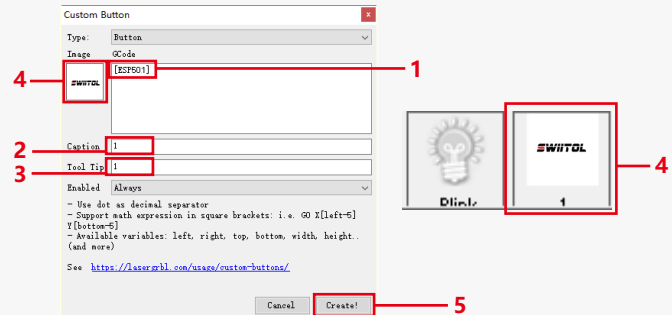 Custom Button
x
Type: Button
Image GCode
[ESP501]
1
4
SWIITOL
Caption 1
2
Tool Tip 1
3
Enabled Always
- Use dot as decimal separator
- Support math expression in square brackets: i.e. G0 X[left-5]
Y[bottom-5]
- Available variables: left, right, top, bottom, width, height..
(and more)
See https://lasergrbl.com/usage/custom-buttons/
Cancel Create!
5
Blink
SWIITOL
1
4